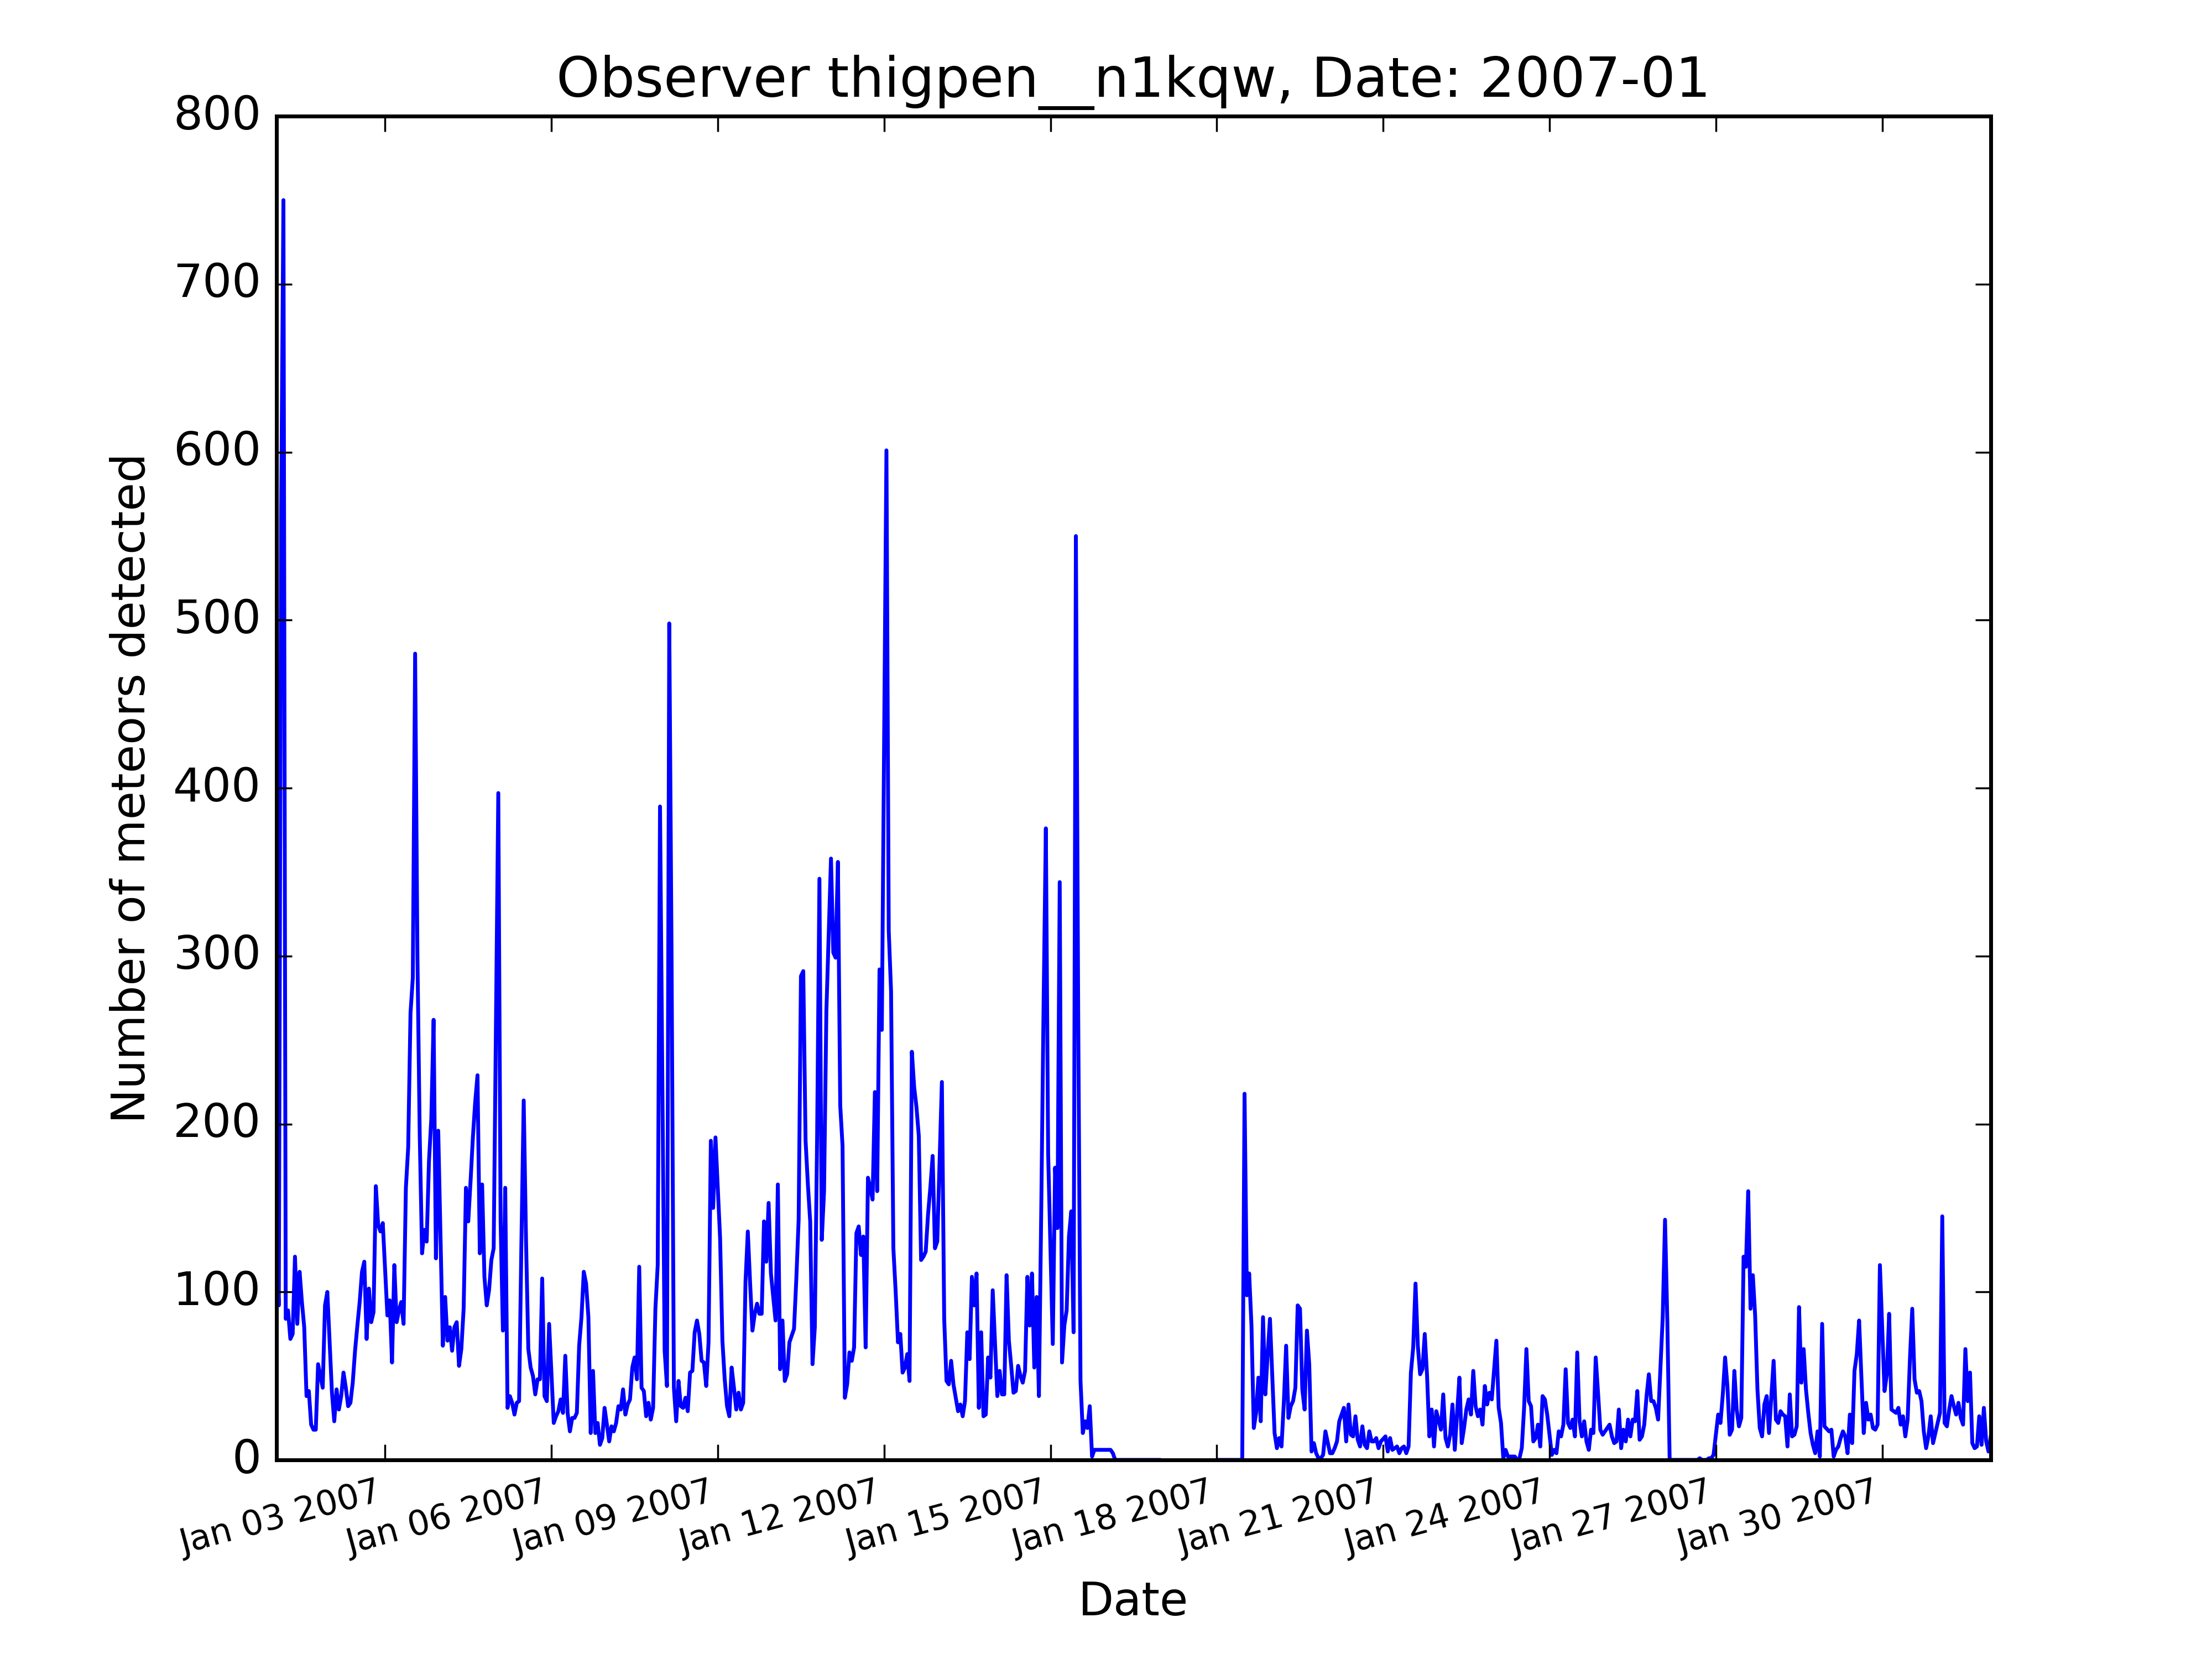 Observer thigpen__n1kqw, Date: 2007-01
800
700
600
500
400
300
200
100
0
Number of meteors detected
Jan 03 2007
Jan 06 2007
Jan 09 2007
Jan 12 2007
Jan 15 2007
Jan 18 2007
Jan 21 2007
Jan 24 2007
Jan 27 2007
Jan 30 2007
Date